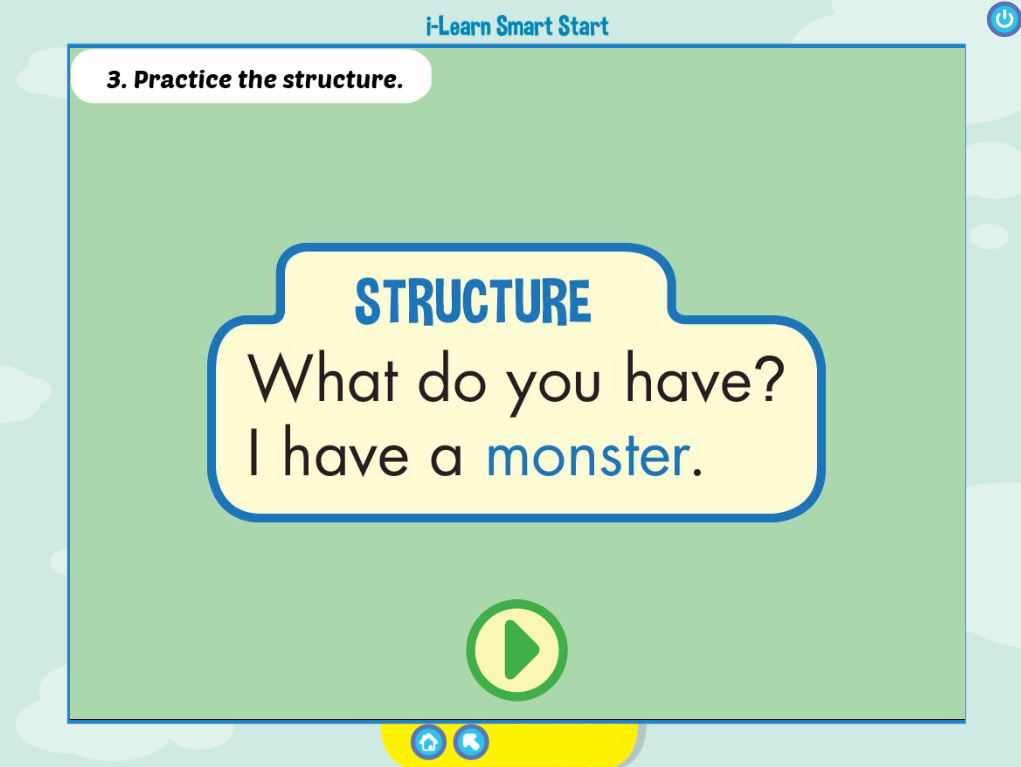 i-Learn Smart Start
3. Practice the structure.
STRUCTURE
What do you have?
I have a monster.